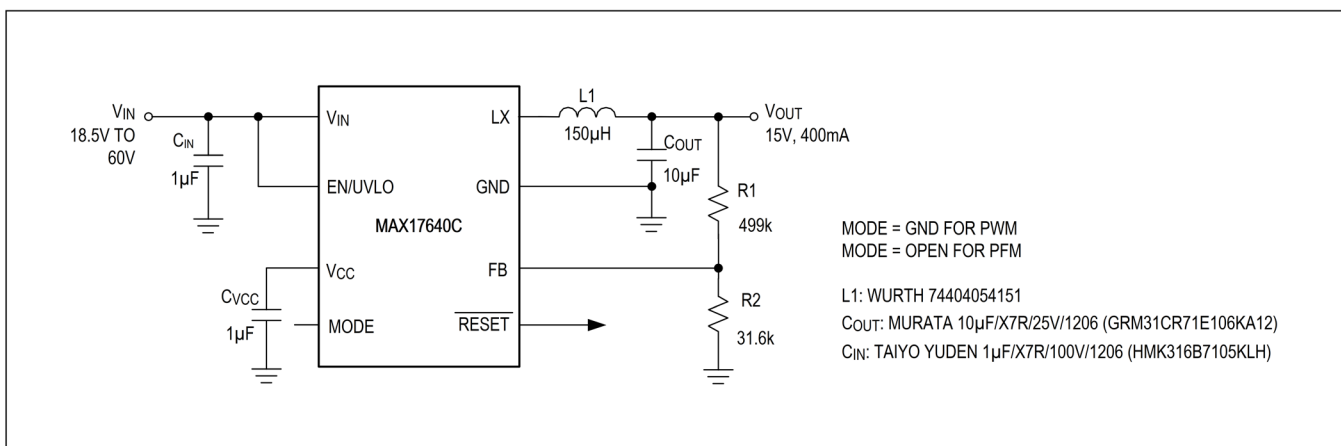 VIN
18.5V TO
60V
CIN
1µF
VIN
EN/UVLO
VCC
CVCC
1µF
MODE
MAX17640C
LX
GND
FB
RESET
L1
150µH
COUT
10µF
VOUT
15V, 400mA
R1
499k
R2
31.6k
MODE = GND FOR PWM
MODE = OPEN FOR PFM
L1: WURTH 74404054151
COUT: MURATA 10µF/X7R/25V/1206 (GRM31CR71E106KA12)
CIN: TAIYO YUDEN 1µF/X7R/100V/1206 (HMK316B7105KLH)